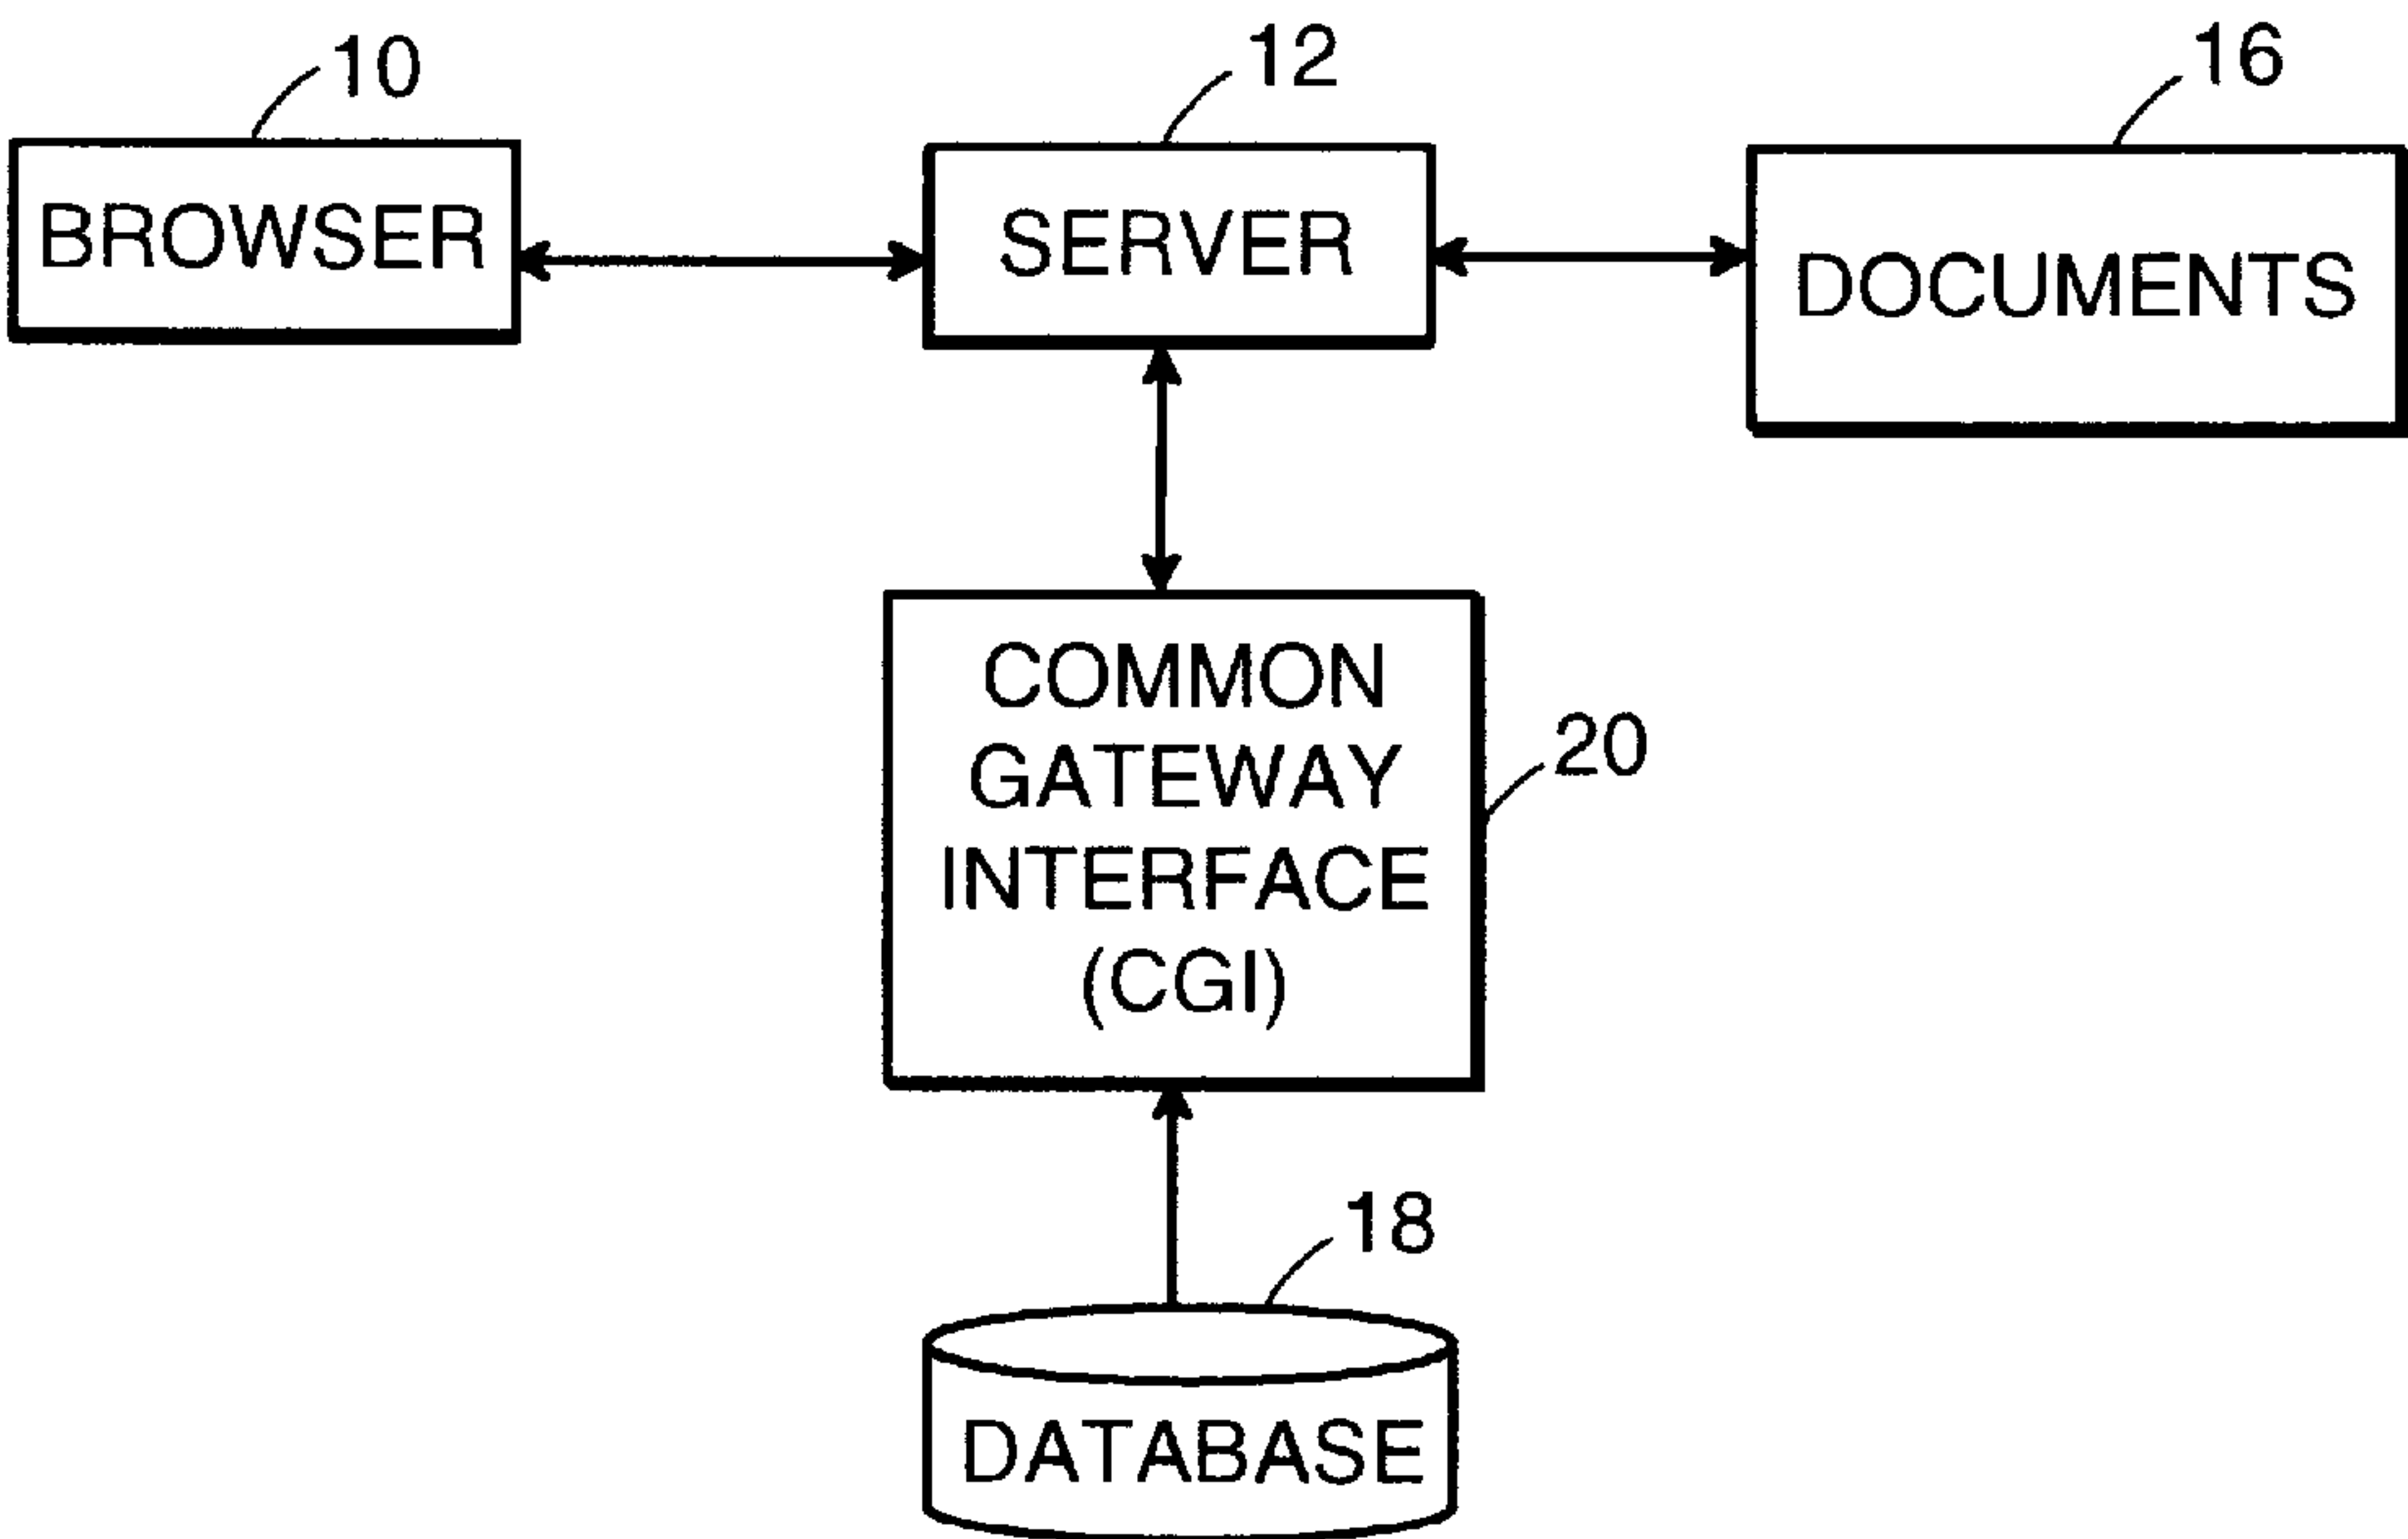 10
12
16
BROWSER
SERVER
DOCUMENTS
COMMON
GATEWAY
INTERFACE
(CGI)
20
18
DATABASE